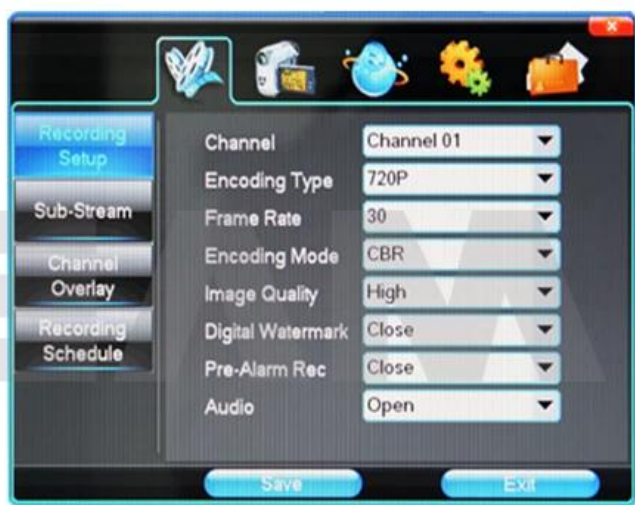 Recording
Setup
Sub-Stream
Channel
Overlay
Recording
Schedule
Channel Channel 01
Encoding Type 720P
Frame Rate 30
Encoding Mode CBR
Image Quality High
Digital Watermark Close
Pre-Alarm Rec Close
Audio Open
Save Exit